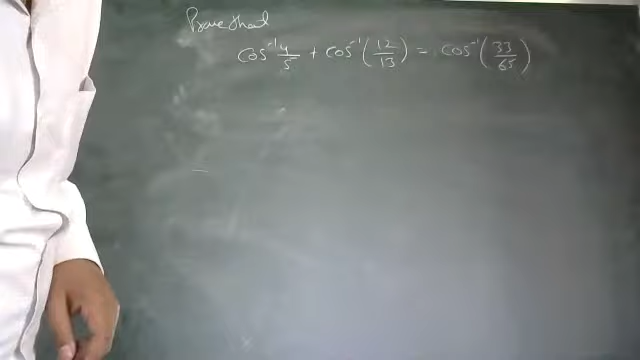 Prove that
cos⁻¹ 4/5 + cos⁻¹ (12/13) = cos⁻¹ (33/65)